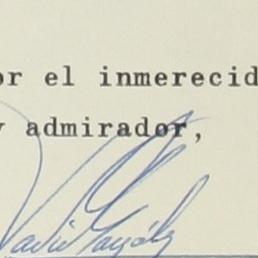 or el inmerecid
y admirador,